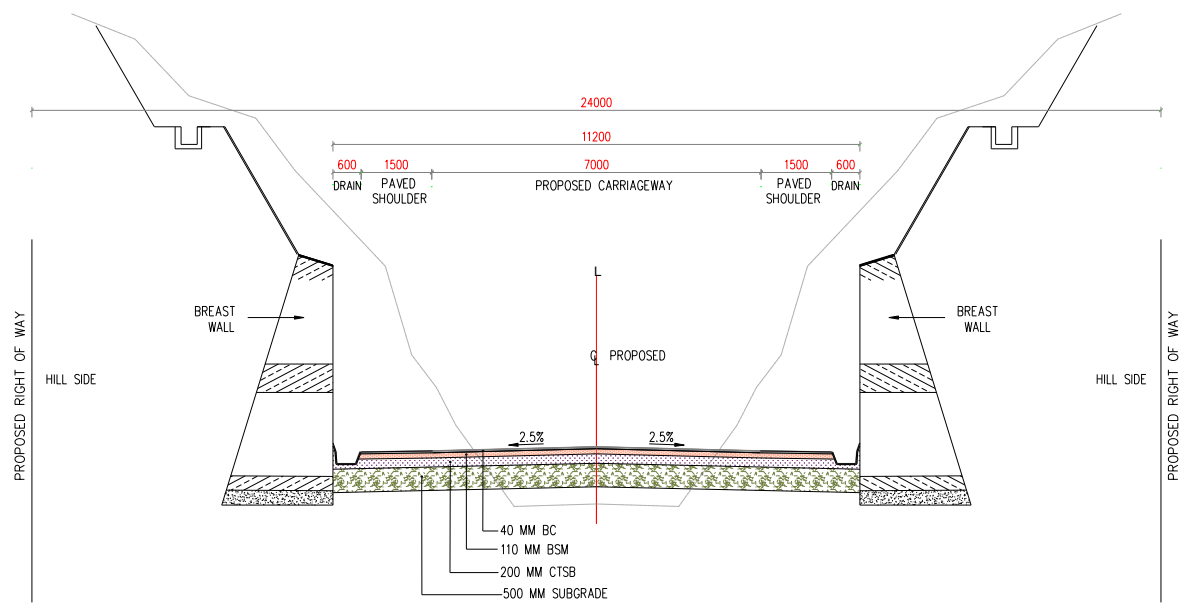 24000
11200
600
1500
7000
1500
600
DRAIN
PAVED
SHOULDER
PROPOSED CARRIAGEWAY
PAVED
SHOULDER
DRAIN
L
BREAST
WALL
BREAST
WALL
PROPOSED RIGHT OF WAY
HILL SIDE
℄ PROPOSED
HILL SIDE
PROPOSED RIGHT OF WAY
2.5%
2.5%
40 MM BC
110 MM BSM
200 MM CTSB
500 MM SUBGRADE